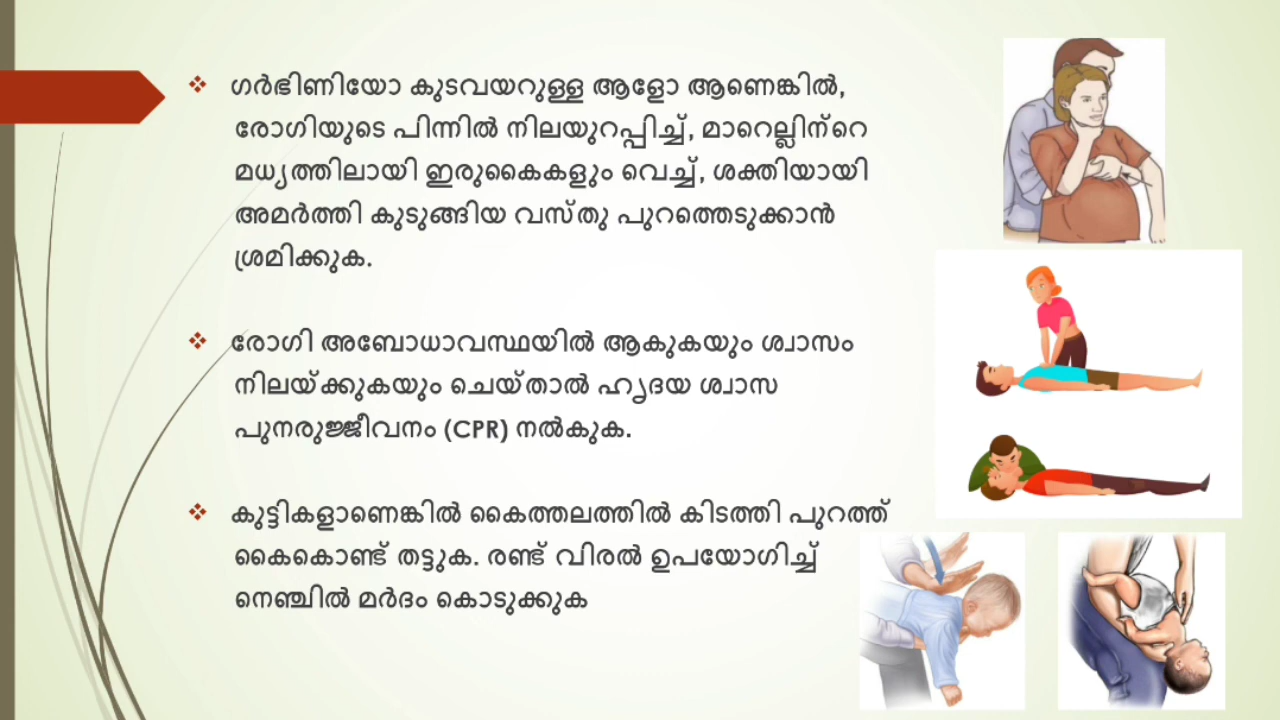 ഗർഭിണിയോ കുടവയറുള്ള ആളോ ആണെങ്കിൽ,
രോഗിയുടെ പിന്നിൽ നിലയുറപ്പിച്ച്, മാറെല്ലിന്റെ
മധ്യത്തിലായി ഇരുകൈകളും വെച്ച്, ശക്തിയായി
അമർത്തി കുടുങ്ങിയ വസ്തു പുറത്തെടുക്കാൻ
ശ്രമിക്കുക.
രോഗി അബോധാവസ്ഥയിൽ ആകുകയും ശ്വാസം
നിലയ്ക്കുകയും ചെയ്താൽ ഹൃദയ ശ്വാസ
പുനരുജ്ജീവനം (CPR) നൽകുക.
കുട്ടികളാണെങ്കിൽ കൈത്തലത്തിൽ കിടത്തി പുറത്ത്
കൈകൊണ്ട് തട്ടുക. രണ്ട് വിരൽ ഉപയോഗിച്ച്
നെഞ്ചിൽ മർദം കൊടുക്കുക